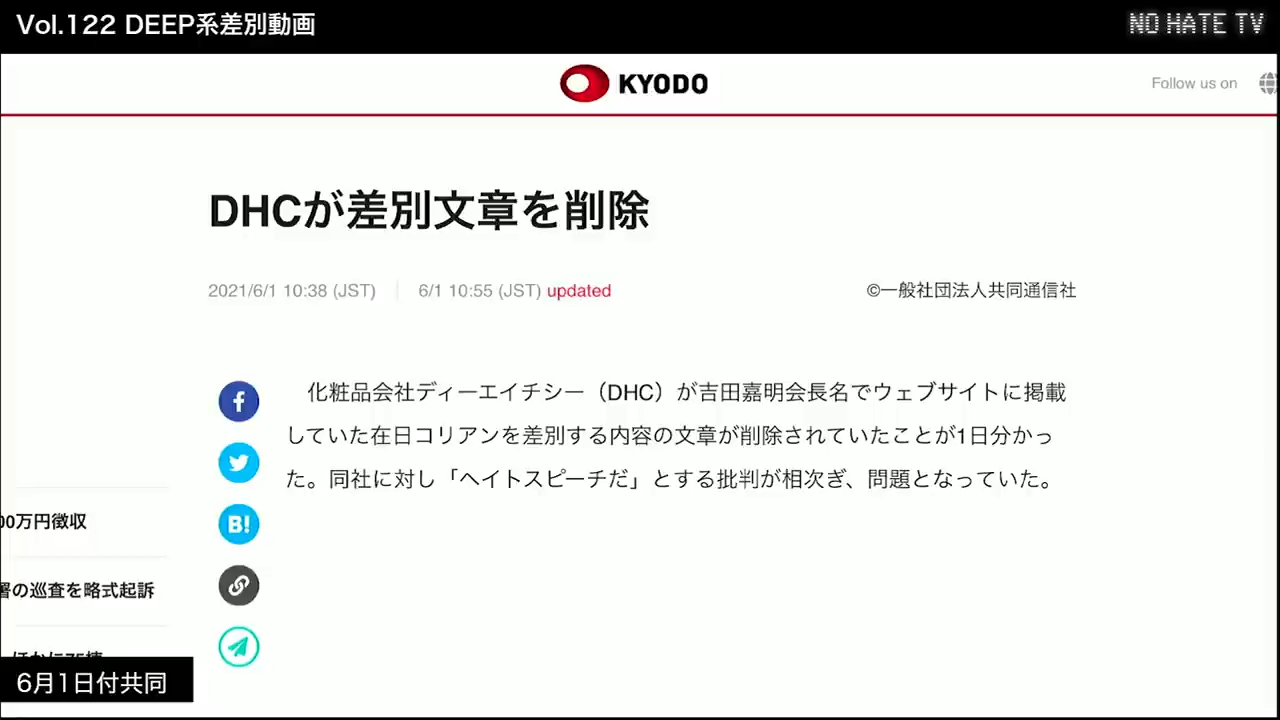 Vol.122 DEEP系差別動画
NO HATE TV
KYODO
Follow us on
DHCが差別文章を削除
2021/6/1 10:38 (JST) | 6/1 10:55 (JST) updated
©一般社団法人共同通信社
化粧品会社ディーエイチシー（DHC）が吉田嘉明会長名でウェブサイトに掲載
していた在日コリアンを差別する内容の文章が削除されていたことが1日分かっ
た。同社に対し「ヘイトスピーチだ」とする批判が相次ぎ、問題となっていた。
B!
00万円徴収
署の巡査を略式起訴
6月1日付共同